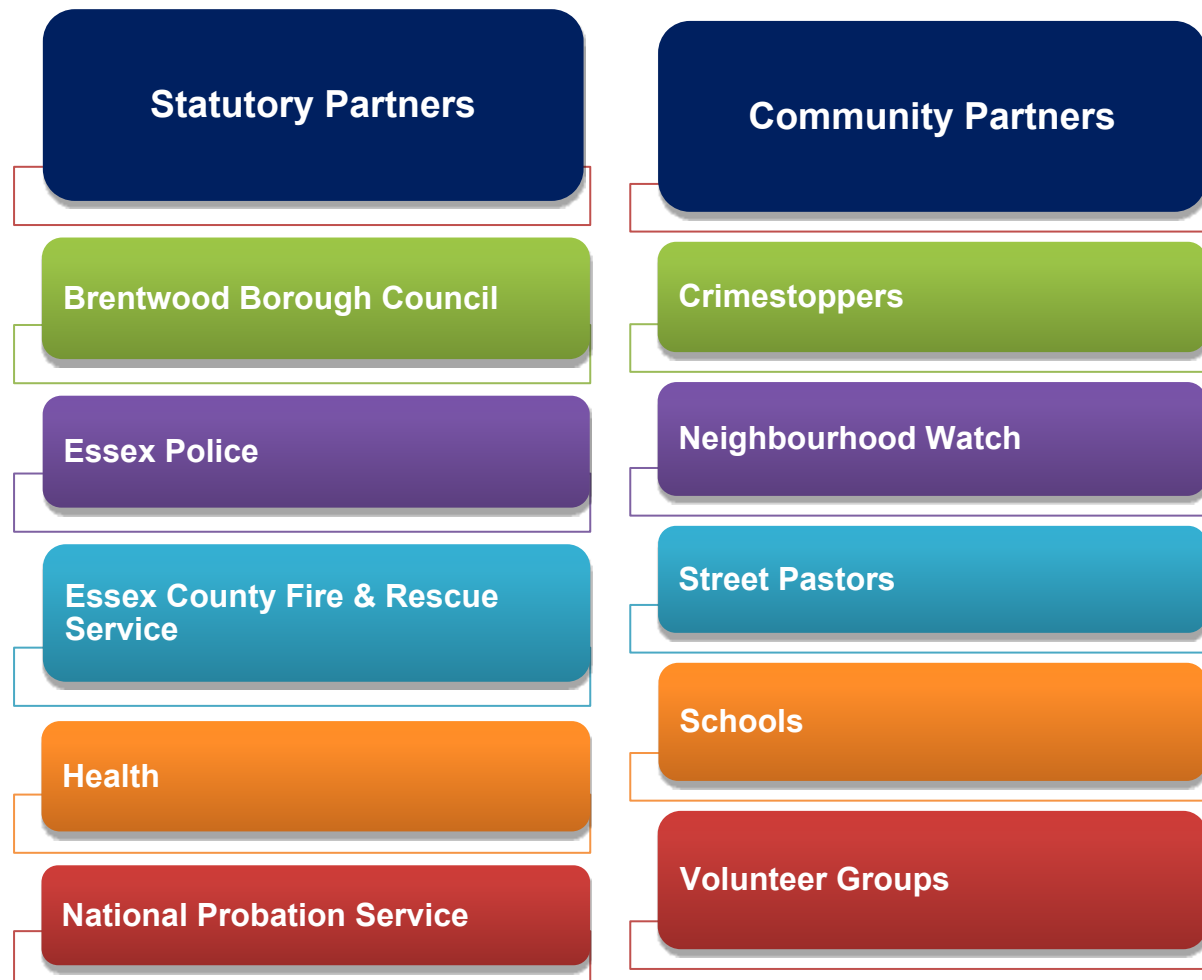 Statutory Partners
Brentwood Borough Council
Essex Police
Essex County Fire & Rescue
Service
Health
National Probation Service
Community Partners
Crimestoppers
Neighbourhood Watch
Street Pastors
Schools
Volunteer Groups